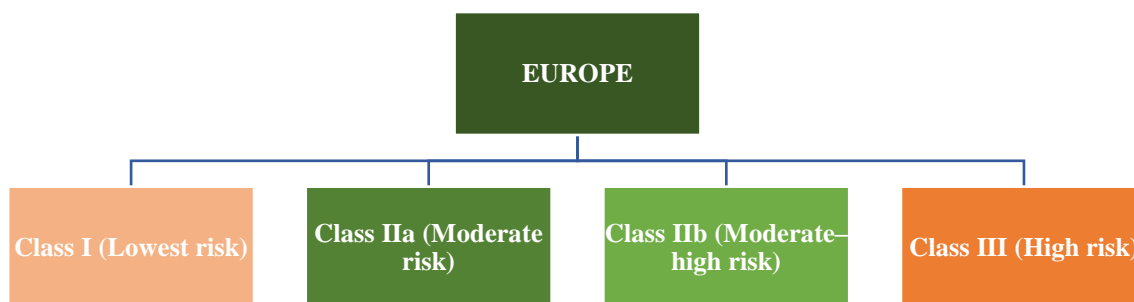 EUROPE
Class I (Lowest risk)
Class IIa (Moderate
risk)
Class IIb (Moderate–
high risk)
Class III (High risk)